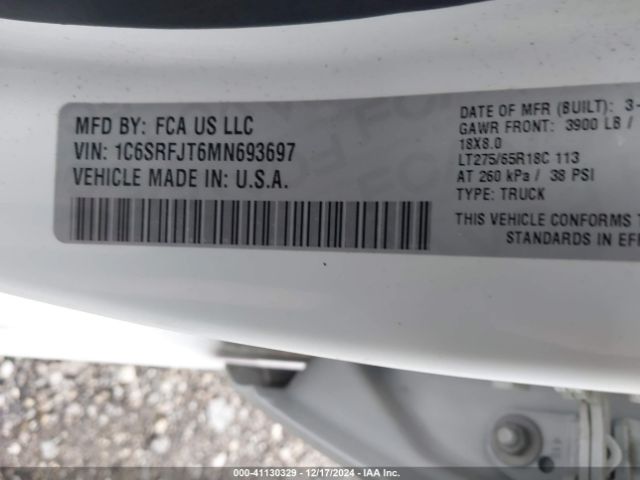 MFD BY: FCA US LLC
VIN: 1C6SRFJT6MN693697
VEHICLE MADE IN: U.S.A.
DATE OF MFR (BUILT): 3-
GAWR FRONT: 3900 LB /
18X8.0
LT275/65R18C 113
AT 260 kPa / 38 PSI
TYPE: TRUCK
THIS VEHICLE CONFORMS T
STANDARDS IN EFF
000-41130329 - 12/17/2024 - IAA Inc.